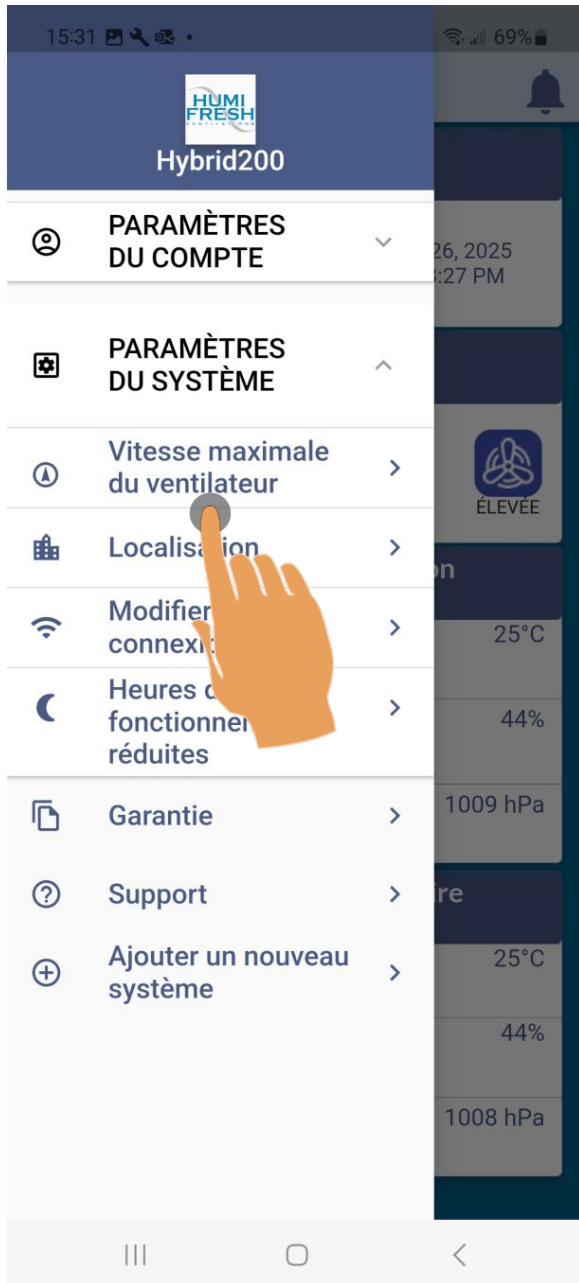 15:31
69%
HUMI
FRESH
Hybrid200
PARAMÈTRES
DU COMPTE
26, 2025
:27 PM
PARAMÈTRES
DU SYSTÈME
Vitesse maximale
du ventilateur
ÉLEVÉE
Localis
on
Modifier
connexi
25°C
Heures d
fonctionne
réduites
44%
Garantie
1009 hPa
Support
ire
Ajouter un nouveau
système
25°C
44%
1008 hPa